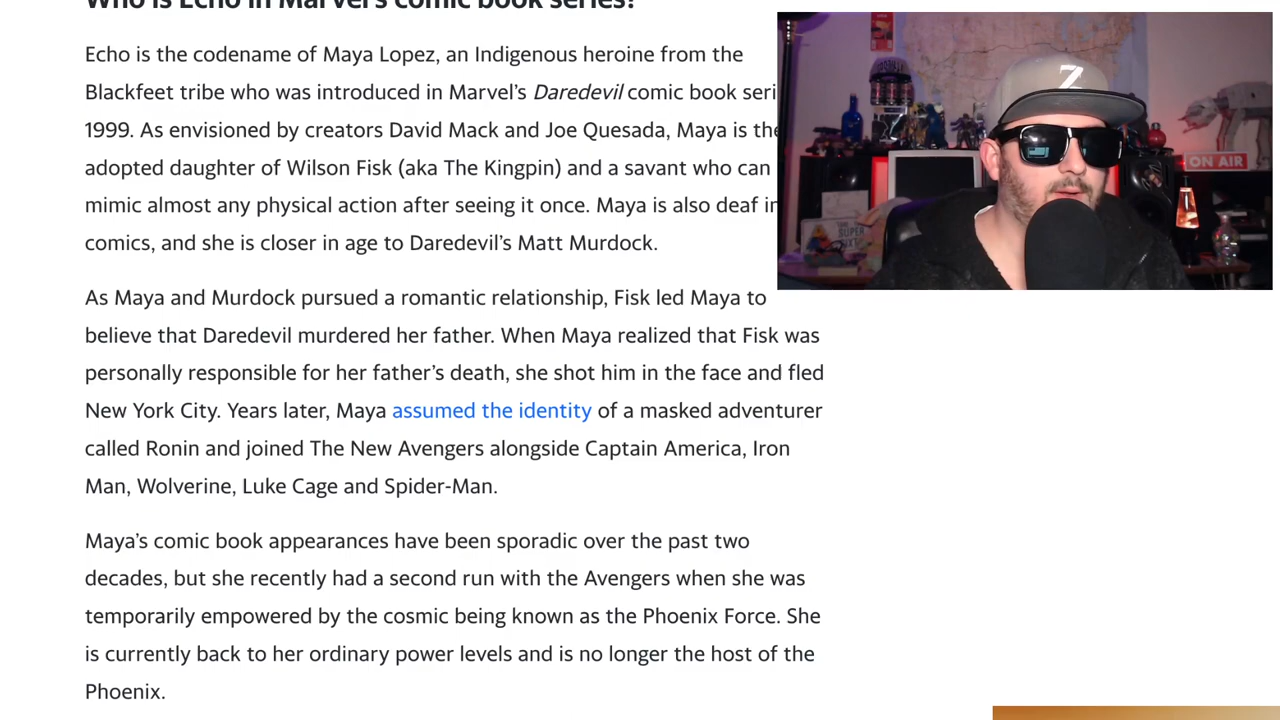 Who is Echo in Marvel's comic book series?
Echo is the codename of Maya Lopez, an Indigenous heroine from the
Blackfeet tribe who was introduced in Marvel's Daredevil comic book seri
1999. As envisioned by creators David Mack and Joe Quesada, Maya is the
adopted daughter of Wilson Fisk (aka The Kingpin) and a savant who can
mimic almost any physical action after seeing it once. Maya is also deaf in
comics, and she is closer in age to Daredevil's Matt Murdock.
As Maya and Murdock pursued a romantic relationship, Fisk led Maya to
believe that Daredevil murdered her father. When Maya realized that Fisk was
personally responsible for her father's death, she shot him in the face and fled
New York City. Years later, Maya assumed the identity of a masked adventurer
called Ronin and joined The New Avengers alongside Captain America, Iron
Man, Wolverine, Luke Cage and Spider-Man.
Maya's comic book appearances have been sporadic over the past two
decades, but she recently had a second run with the Avengers when she was
temporarily empowered by the cosmic being known as the Phoenix Force. She
is currently back to her ordinary power levels and is no longer the host of the
Phoenix.
Z
ON AIR
SUPER